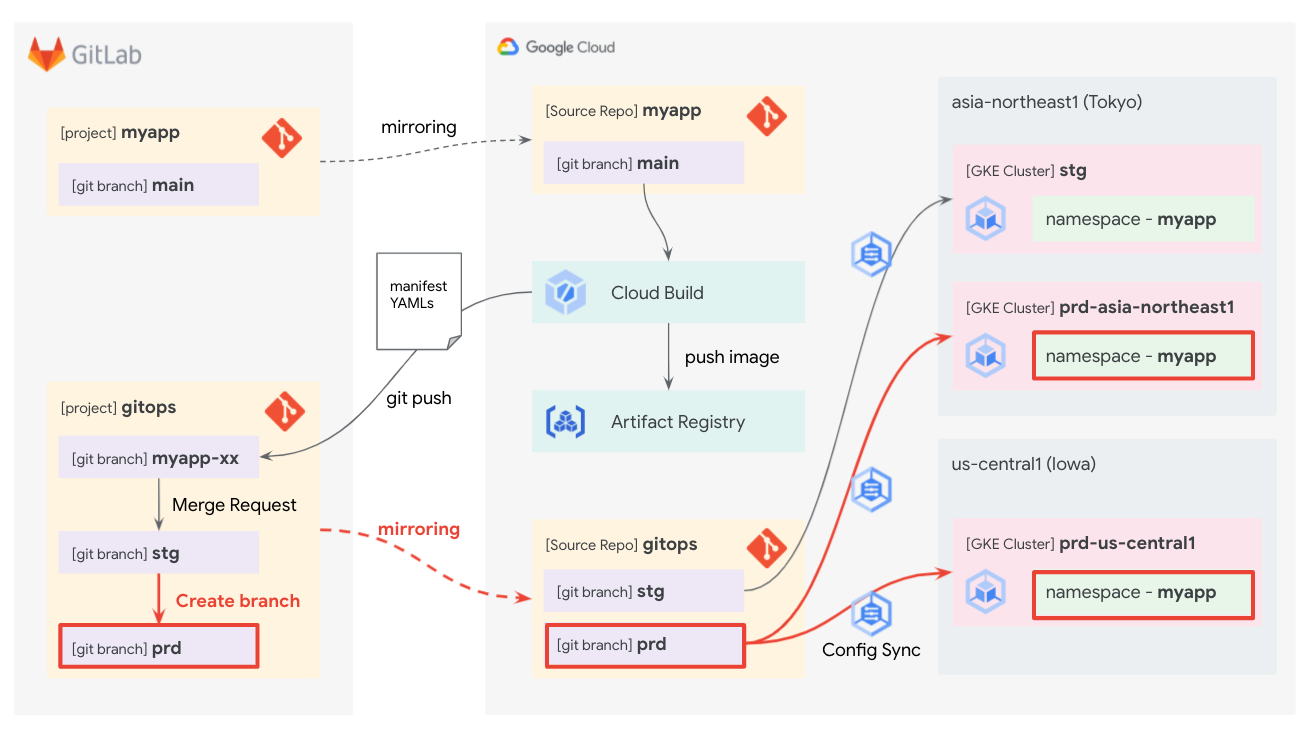 GitLab
[project] myapp
[git branch] main
mirroring
Google Cloud
[Source Repo] myapp
[git branch] main
Cloud Build
push image
Artifact Registry
manifest
YAMLs
git push
[project] gitops
[git branch] myapp-xx
Merge Request
[git branch] stg
Create branch
[git branch] prd
mirroring
[Source Repo] gitops
[git branch] stg
[git branch] prd
Config Sync
asia-northeast1 (Tokyo)
[GKE Cluster] stg
namespace - myapp
[GKE Cluster] prd-asia-northeast1
namespace - myapp
us-central1 (Iowa)
[GKE Cluster] prd-us-central1
namespace - myapp